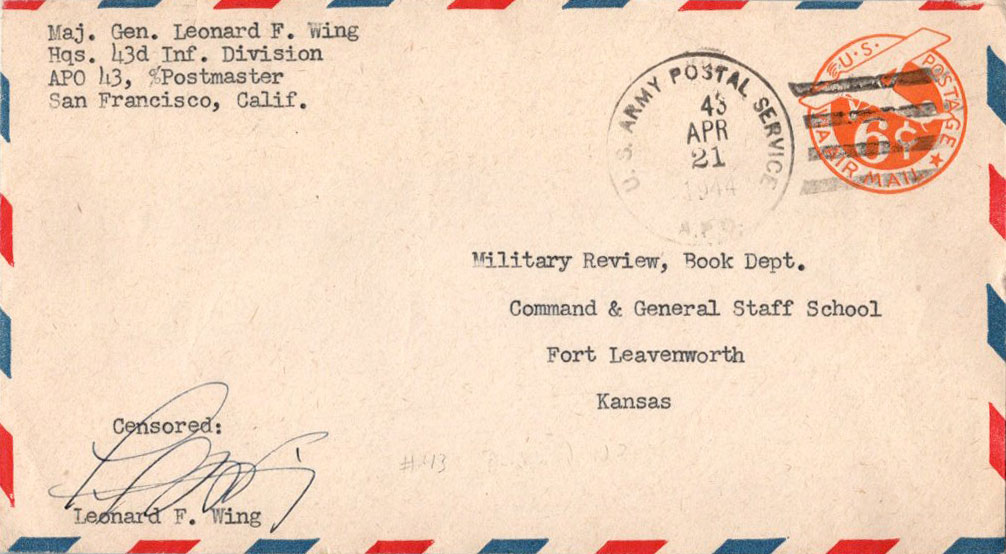 Maj. Gen. Leonard F. Wing
Hqs. 43d Inf. Division
APO 43, %Postmaster
San Francisco, Calif.
U.S. ARMY POSTAL SERVICE
43
APR
21
1944
A.P.O.
U.S. POSTAGE
6¢
VIA AIR MAIL
Military Review, Book Dept.
Command & General Staff School
Fort Leavenworth
Kansas
Censored:
Leonard F. Wing
#43